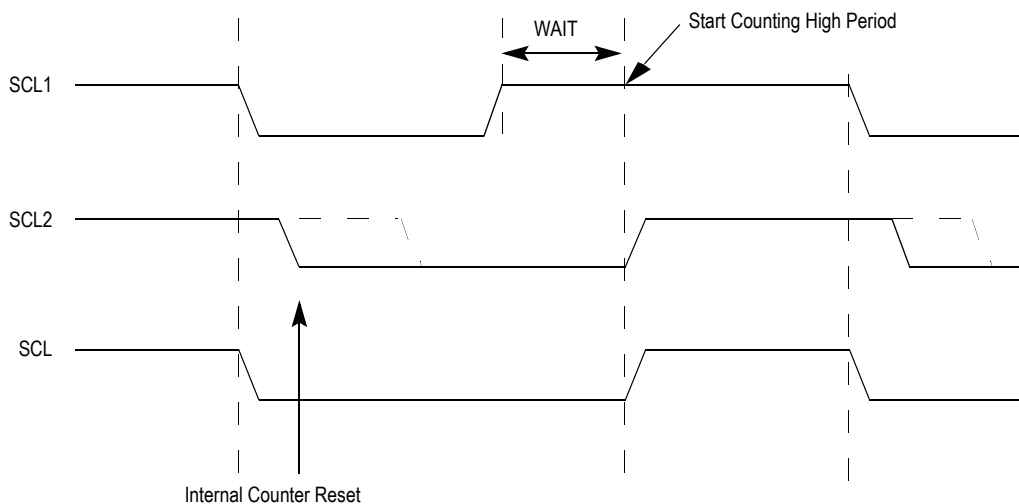 Start Counting High Period
WAIT
SCL1
SCL2
SCL
Internal Counter Reset